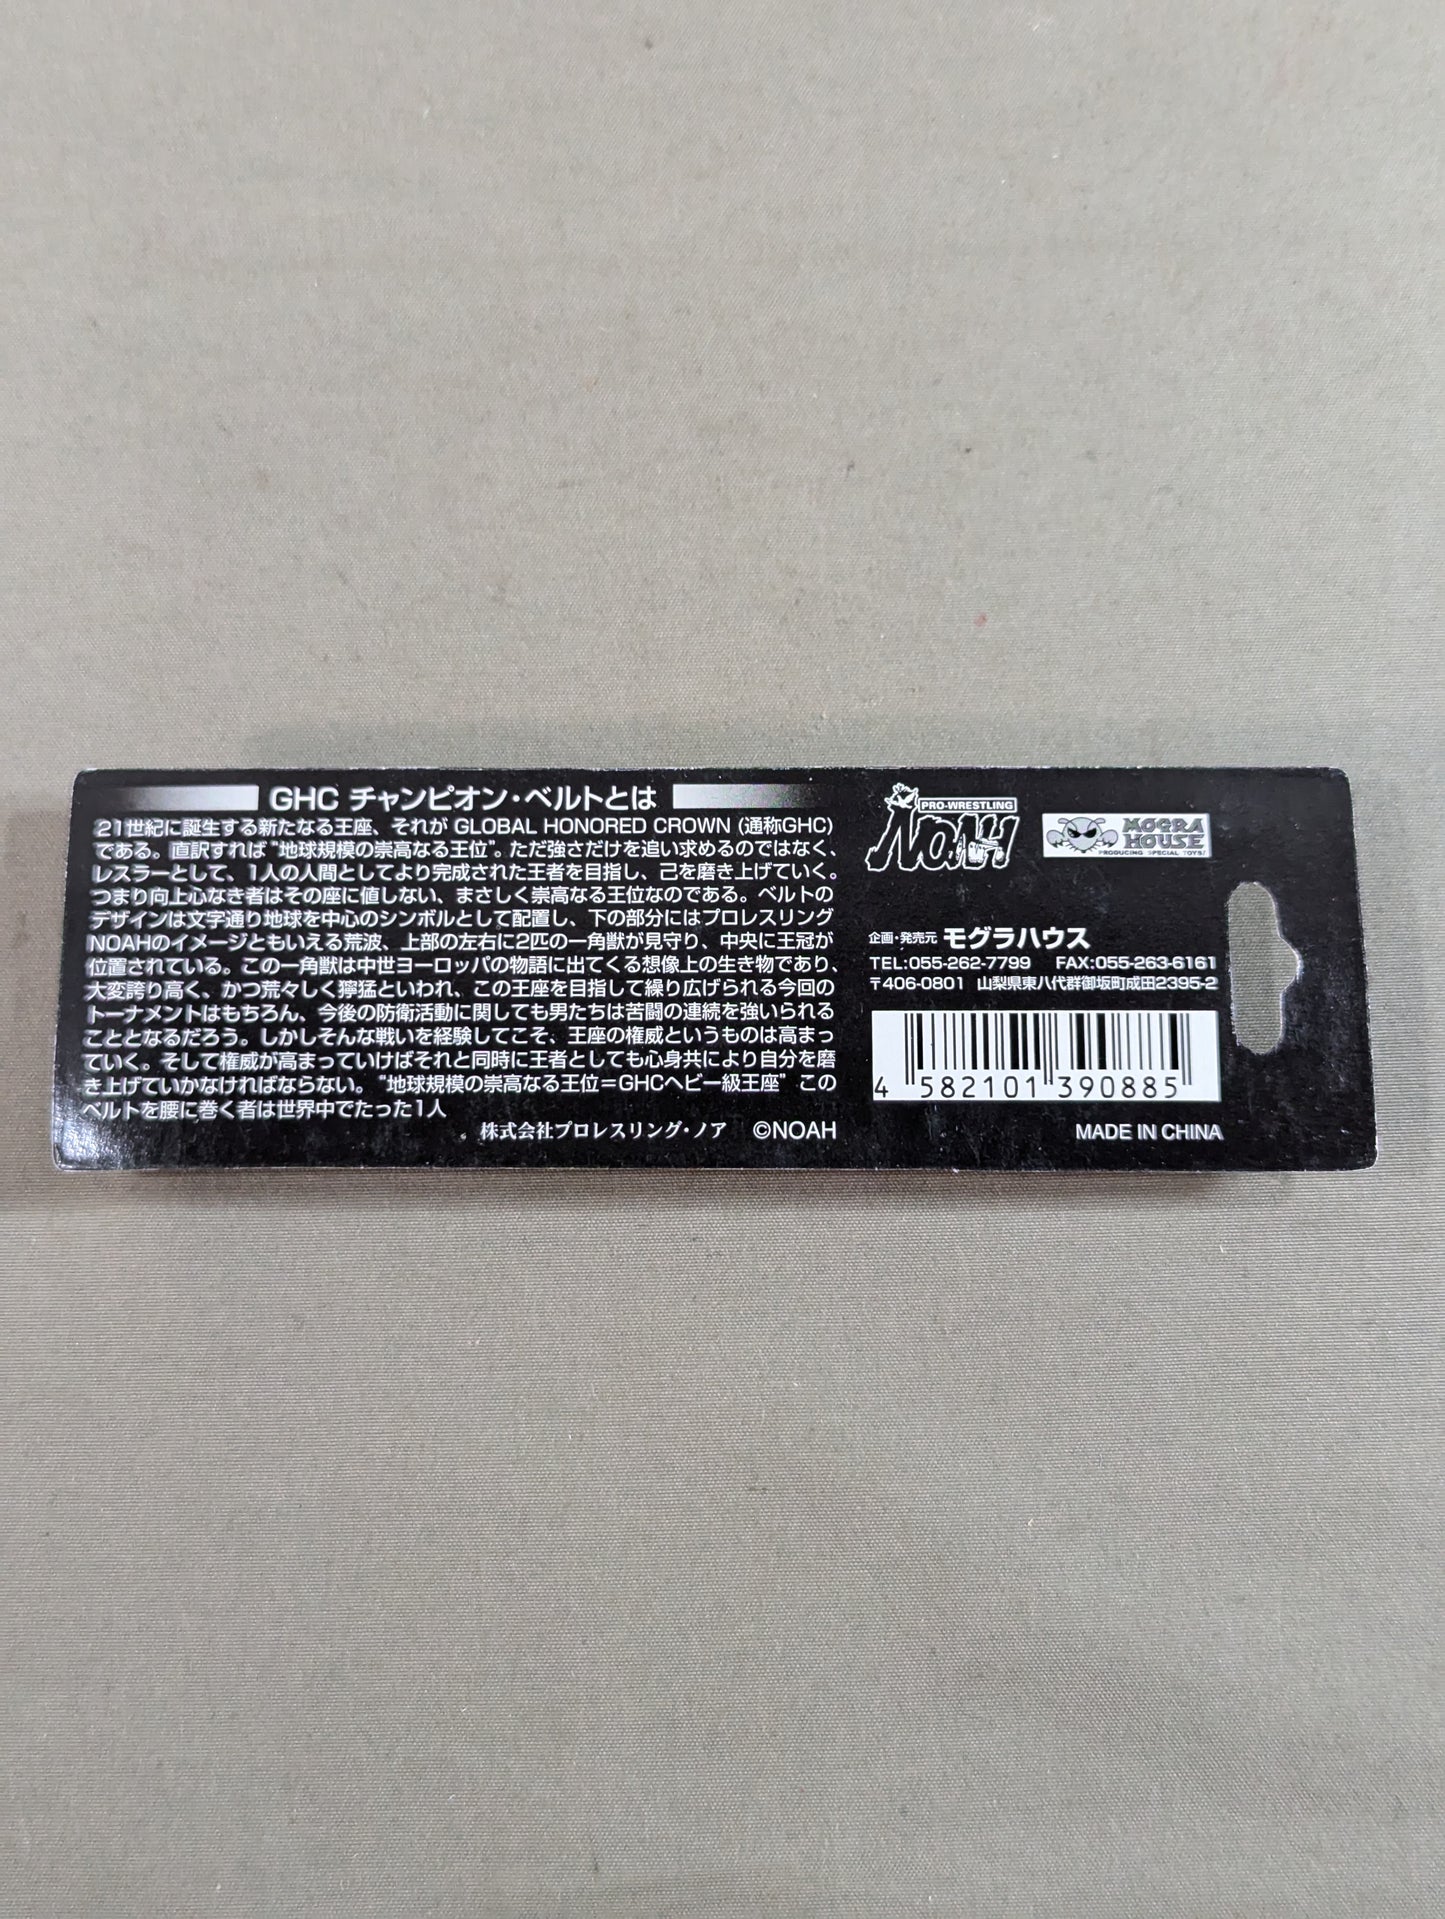 GHC チャンピオン・ベルトとは
21世紀に誕生する新たなる王座、それが GLOBAL HONORED CROWN (通称GHC)
である。直訳すれば "地球規模の崇高なる王位"。ただ強さだけを追い求めるのではなく、
レスラーとして、1人の人間としてより完成された王者を目指し、己を磨き上げていく。
つまり向上心なき者はその座に値しない、まさしく崇高なる王位なのである。ベルトの
デザインは文字通り地球を中心のシンボルとして配置し、下の部分にはプロレスリング
NOAHのイメージともいえる荒波、上部の左右に2匹の一角獣が見守り、中央に王冠が
位置されている。この一角獣は中世ヨーロッパの物語に出てくる想像上の生き物であり、
大変誇り高く、かつ荒々しく獰猛といわれ、この王座を目指して繰り広げられる今回の
トーナメントはもちろん、今後の防衛活動に関しても男たちは苦闘の連続を強いられる
こととなるだろう。しかしそんな戦いを経験してこそ、王座の権威というものは高まっ
ていく。そして権威が高まっていけばそれと同時に王者としても心身共により自分を磨
き上げていかなければならない。 "地球規模の崇高なる王位=GHCヘビー級王座" この
ベルトを腰に巻く者は世界中でたった1人
株式会社プロレスリング・ノア ©NOAH
PRO-WRESTLING
NOAH
MOGRA
HOUSE
PRODUCING SPECIAL TOYS!
企画・発売元 モグラハウス
TEL:055-262-7799 FAX:055-263-6161
〒406-0801 山梨県東八代群御坂町成田2395-2
4 582101 390885
MADE IN CHINA